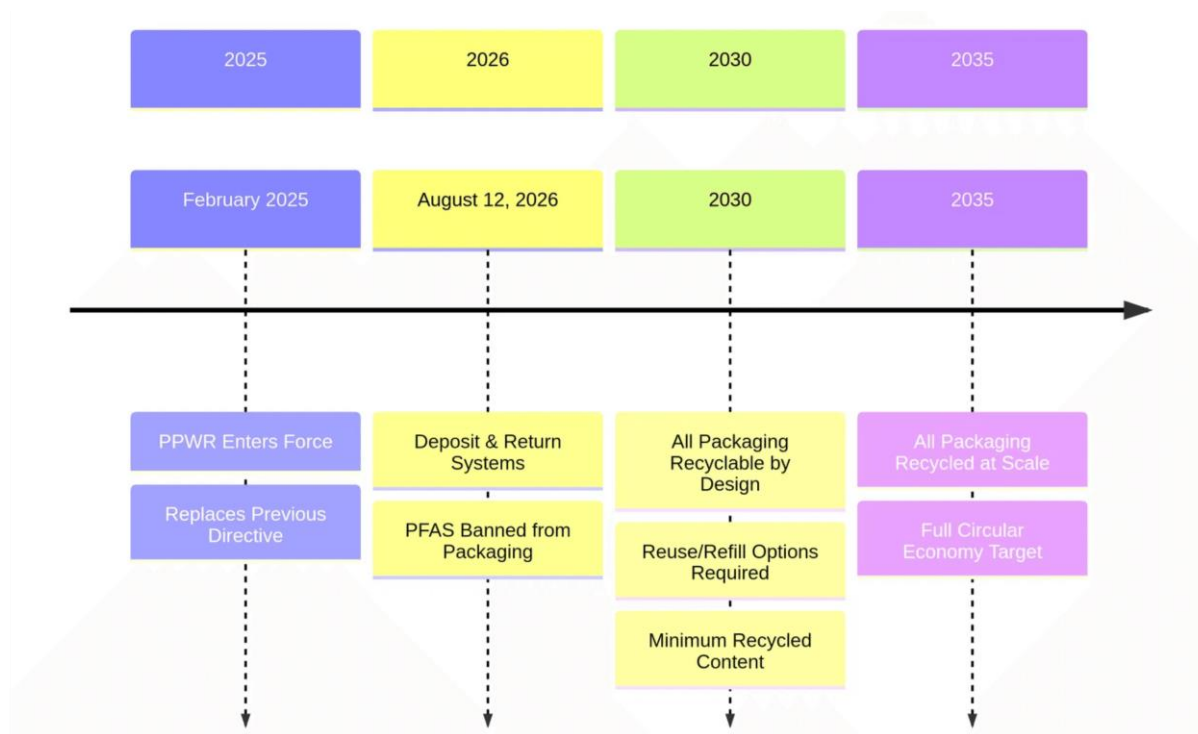 2025
2026
2030
2035
February 2025
August 12, 2026
2030
2035
PPWR Enters Force
Replaces Previous
Directive
Deposit & Return
Systems
PFAS Banned from
Packaging
All Packaging
Recyclable by
Design
Reuse/Refill Options
Required
Minimum Recycled
Content
All Packaging
Recycled at Scale
Full Circular
Economy Target